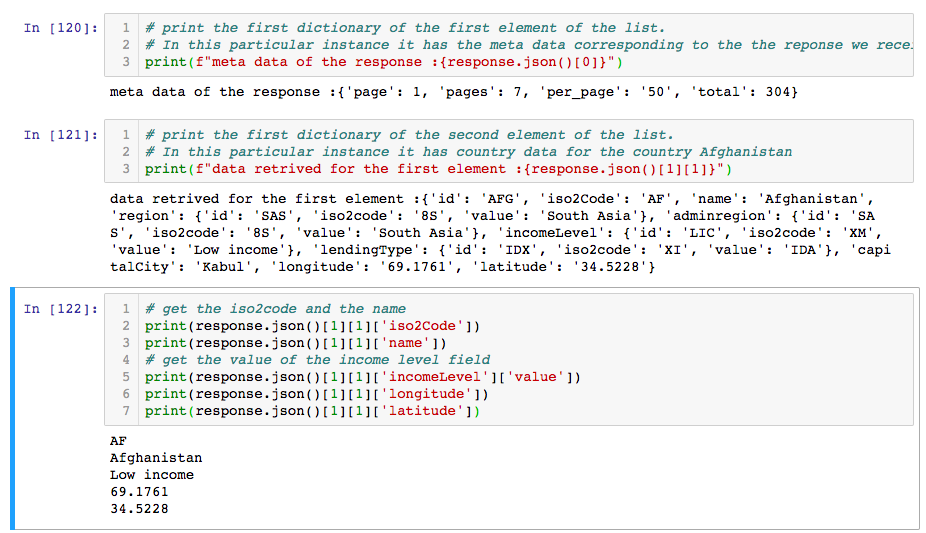 In [120]:
1 # print the first dictionary of the first element of the list.
2 # In this particular instance it has the meta data corresponding to the the reponse we recei
3 print(f"meta data of the response :{response.json()[0]}")
meta data of the response :{'page': 1, 'pages': 7, 'per_page': '50', 'total': 304}
In [121]:
1 # print the first dictionary of the second element of the list.
2 # In this particular instance it has country data for the country Afghanistan
3 print(f"data retrived for the first element :{response.json()[1][1]}")
data retrived for the first element :{'id': 'AFG', 'iso2Code': 'AF', 'name': 'Afghanistan',
'region': {'id': 'SAS', 'iso2code': '8S', 'value': 'South Asia'}, 'adminregion': {'id': 'SA
S', 'iso2code': '8S', 'value': 'South Asia'}, 'incomeLevel': {'id': 'LIC', 'iso2code': 'XM',
'value': 'Low income'}, 'lendingType': {'id': 'IDX', 'iso2code': 'XI', 'value': 'IDA'}, 'capi
talCity': 'Kabul', 'longitude': '69.1761', 'latitude': '34.5228'}
In [122]:
1 # get the iso2code and the name
2 print(response.json()[1][1]['iso2Code'])
3 print(response.json()[1][1]['name'])
4 # get the value of the income level field
5 print(response.json()[1][1]['incomeLevel']['value'])
6 print(response.json()[1][1]['longitude'])
7 print(response.json()[1][1]['latitude'])
AF
Afghanistan
Low income
69.1761
34.5228